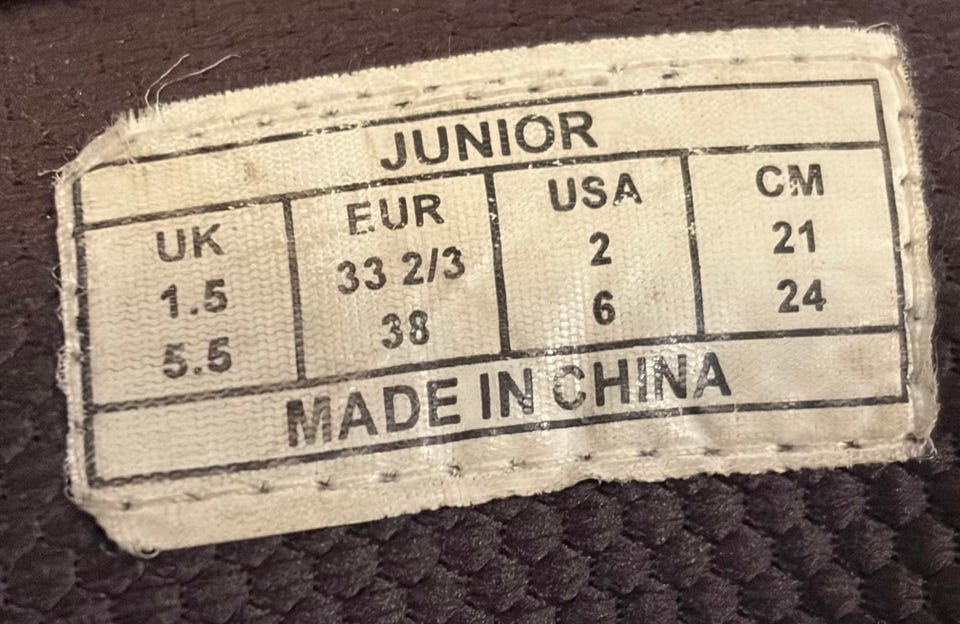 JUNIOR
UK EUR USA CM
1.5 33 2/3 2 21
5.5 38 6 24
MADE IN CHINA